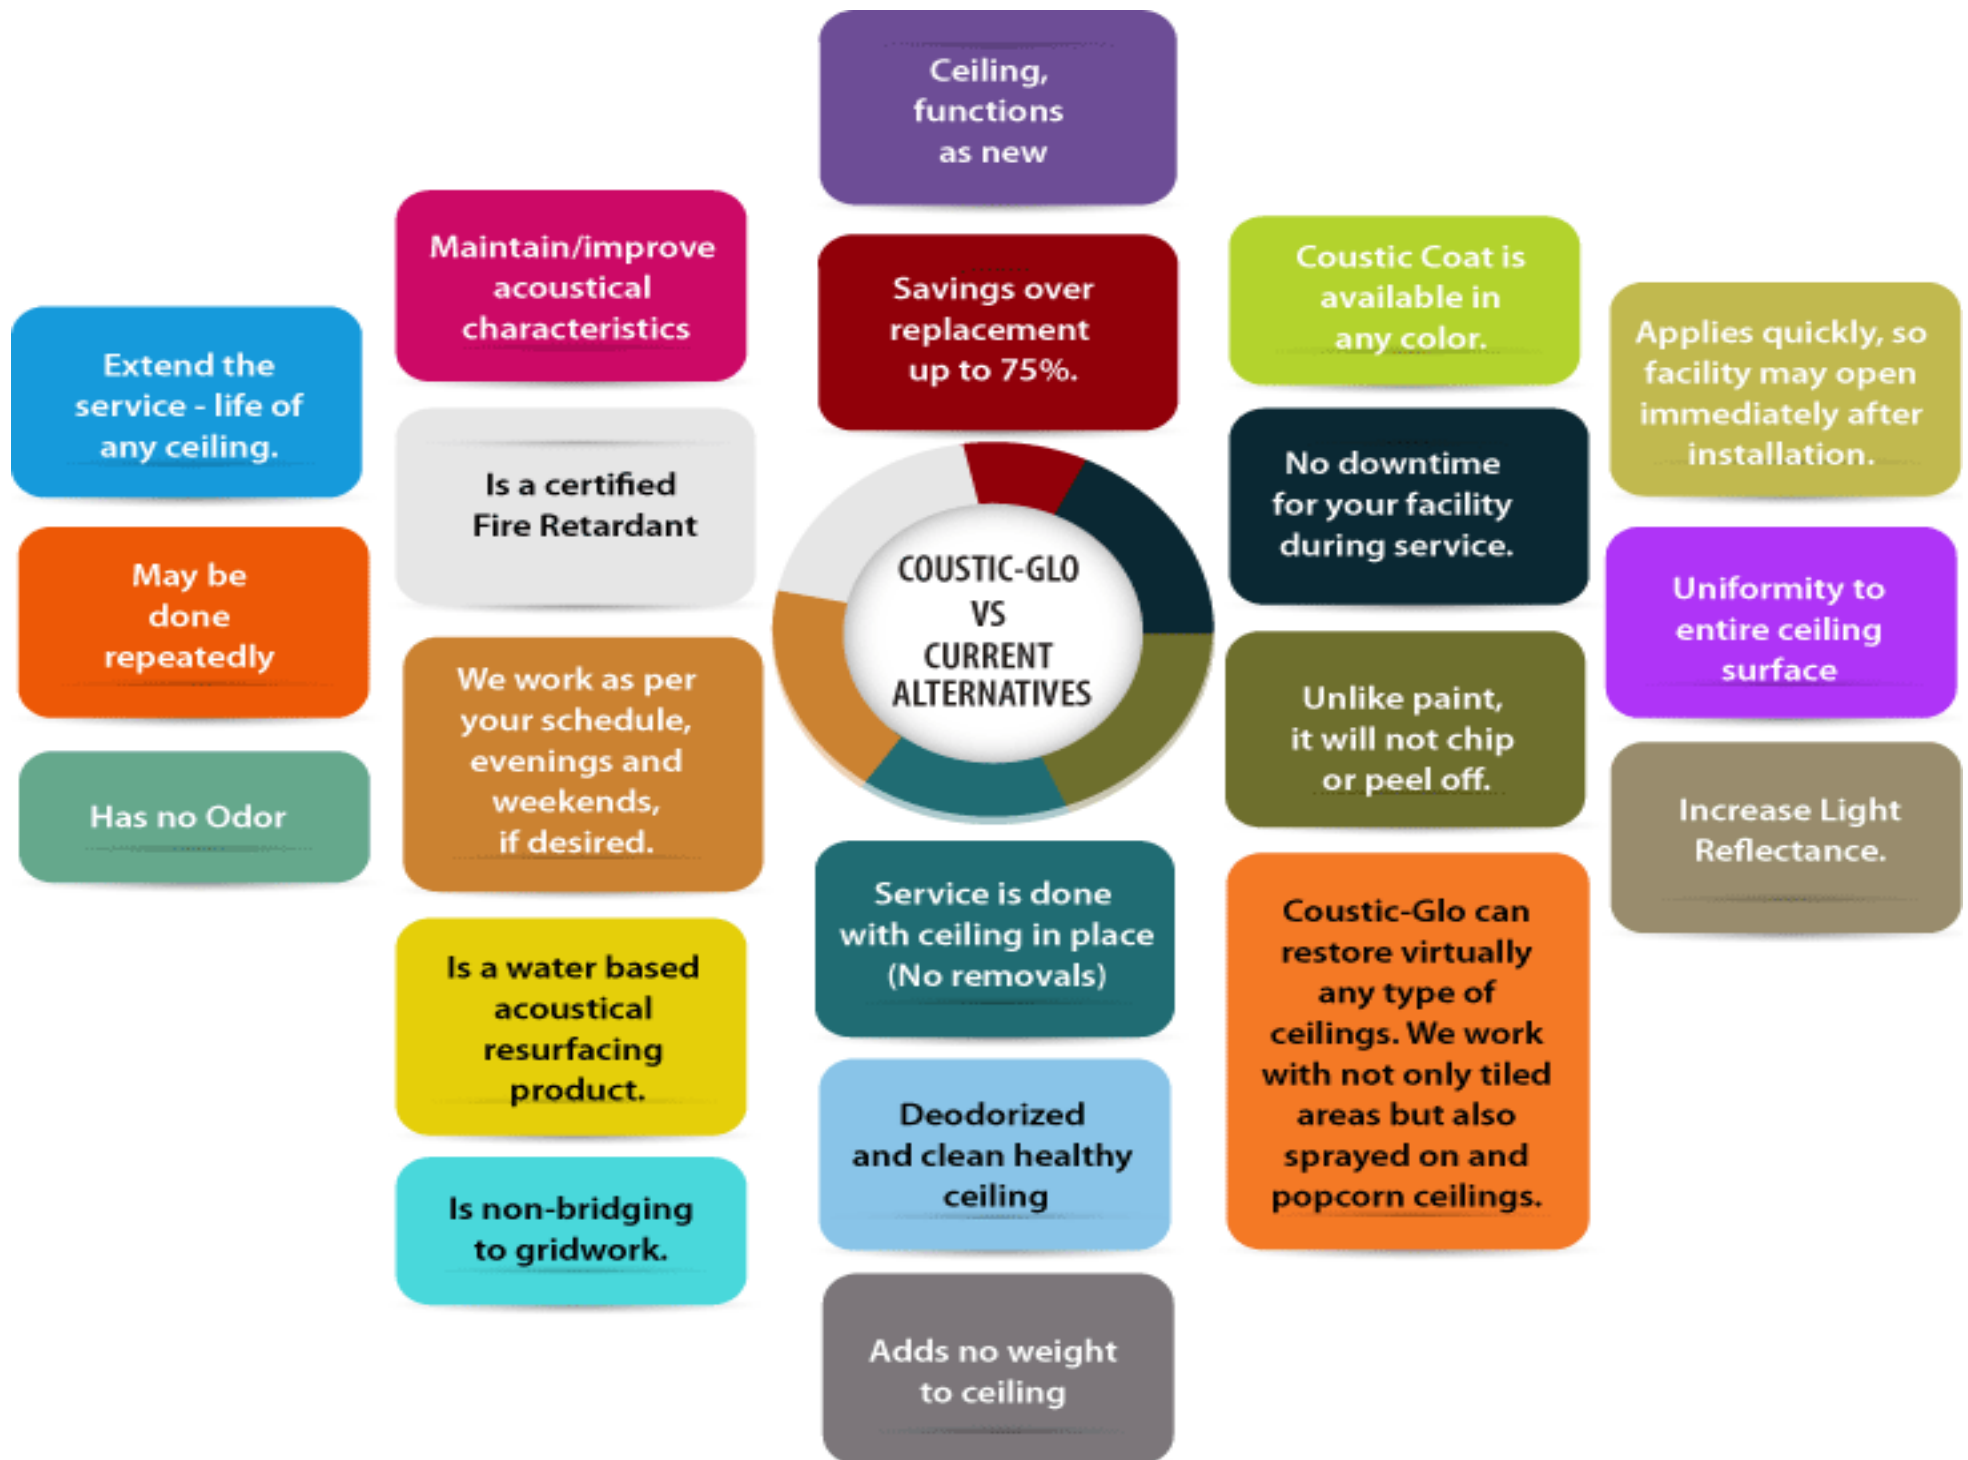 Ceiling,
functions
as new
Maintain/improve
acoustical
characteristics
Savings over
replacement
up to 75%.
Coustic Coat is
available in
any color.
Applies quickly, so
facility may open
immediately after
installation.
Extend the
service - life of
any ceiling.
Is a certified
Fire Retardant
No downtime
for your facility
during service.
COUSTIC-GLO
VS
CURRENT
ALTERNATIVES
May be
done
repeatedly
Uniformity to
entire ceiling
surface
We work as per
your schedule,
evenings and
weekends,
if desired.
Unlike paint,
it will not chip
or peel off.
Has no Odor
Increase Light
Reflectance.
Service is done
with ceiling in place
(No removals)
Coustic-Glo can
restore virtually
any type of
ceilings. We work
with not only tiled
areas but also
sprayed on and
popcorn ceilings.
Is a water based
acoustical
resurfacing
product.
Deodorized
and clean healthy
ceiling
Is non-bridging
to gridwork.
Adds no weight
to ceiling